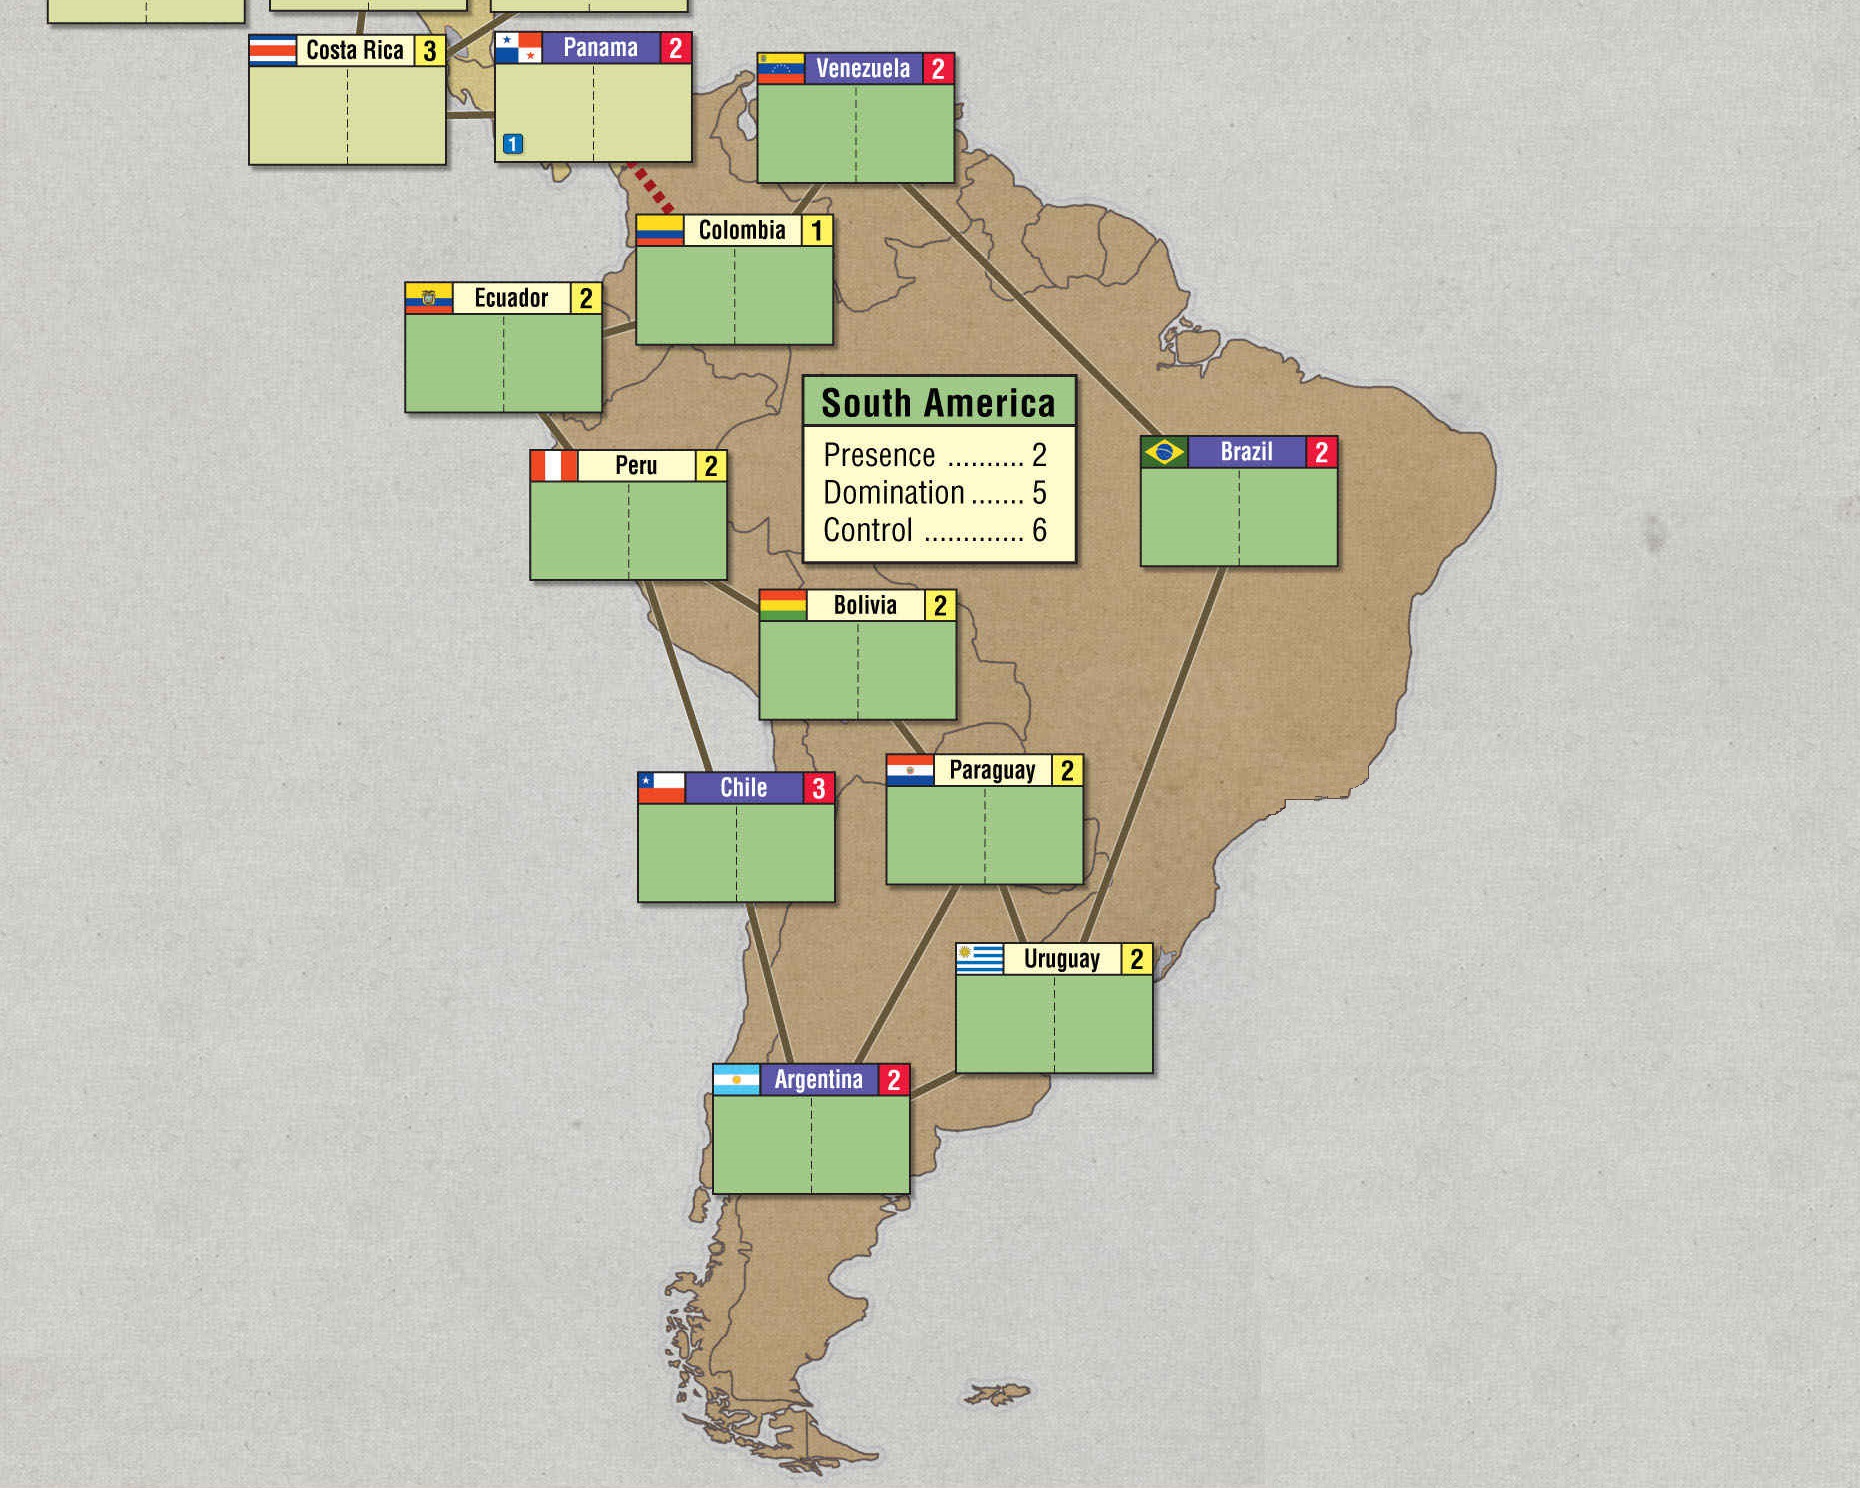 Costa Rica 3
Panama 2
1
Venezuela 2
Colombia 1
Ecuador 2
South America
Presence .......... 2
Domination ....... 5
Control ............. 6
Brazil 2
Peru 2
Bolivia 2
Paraguay 2
Chile 3
Uruguay 2
Argentina 2